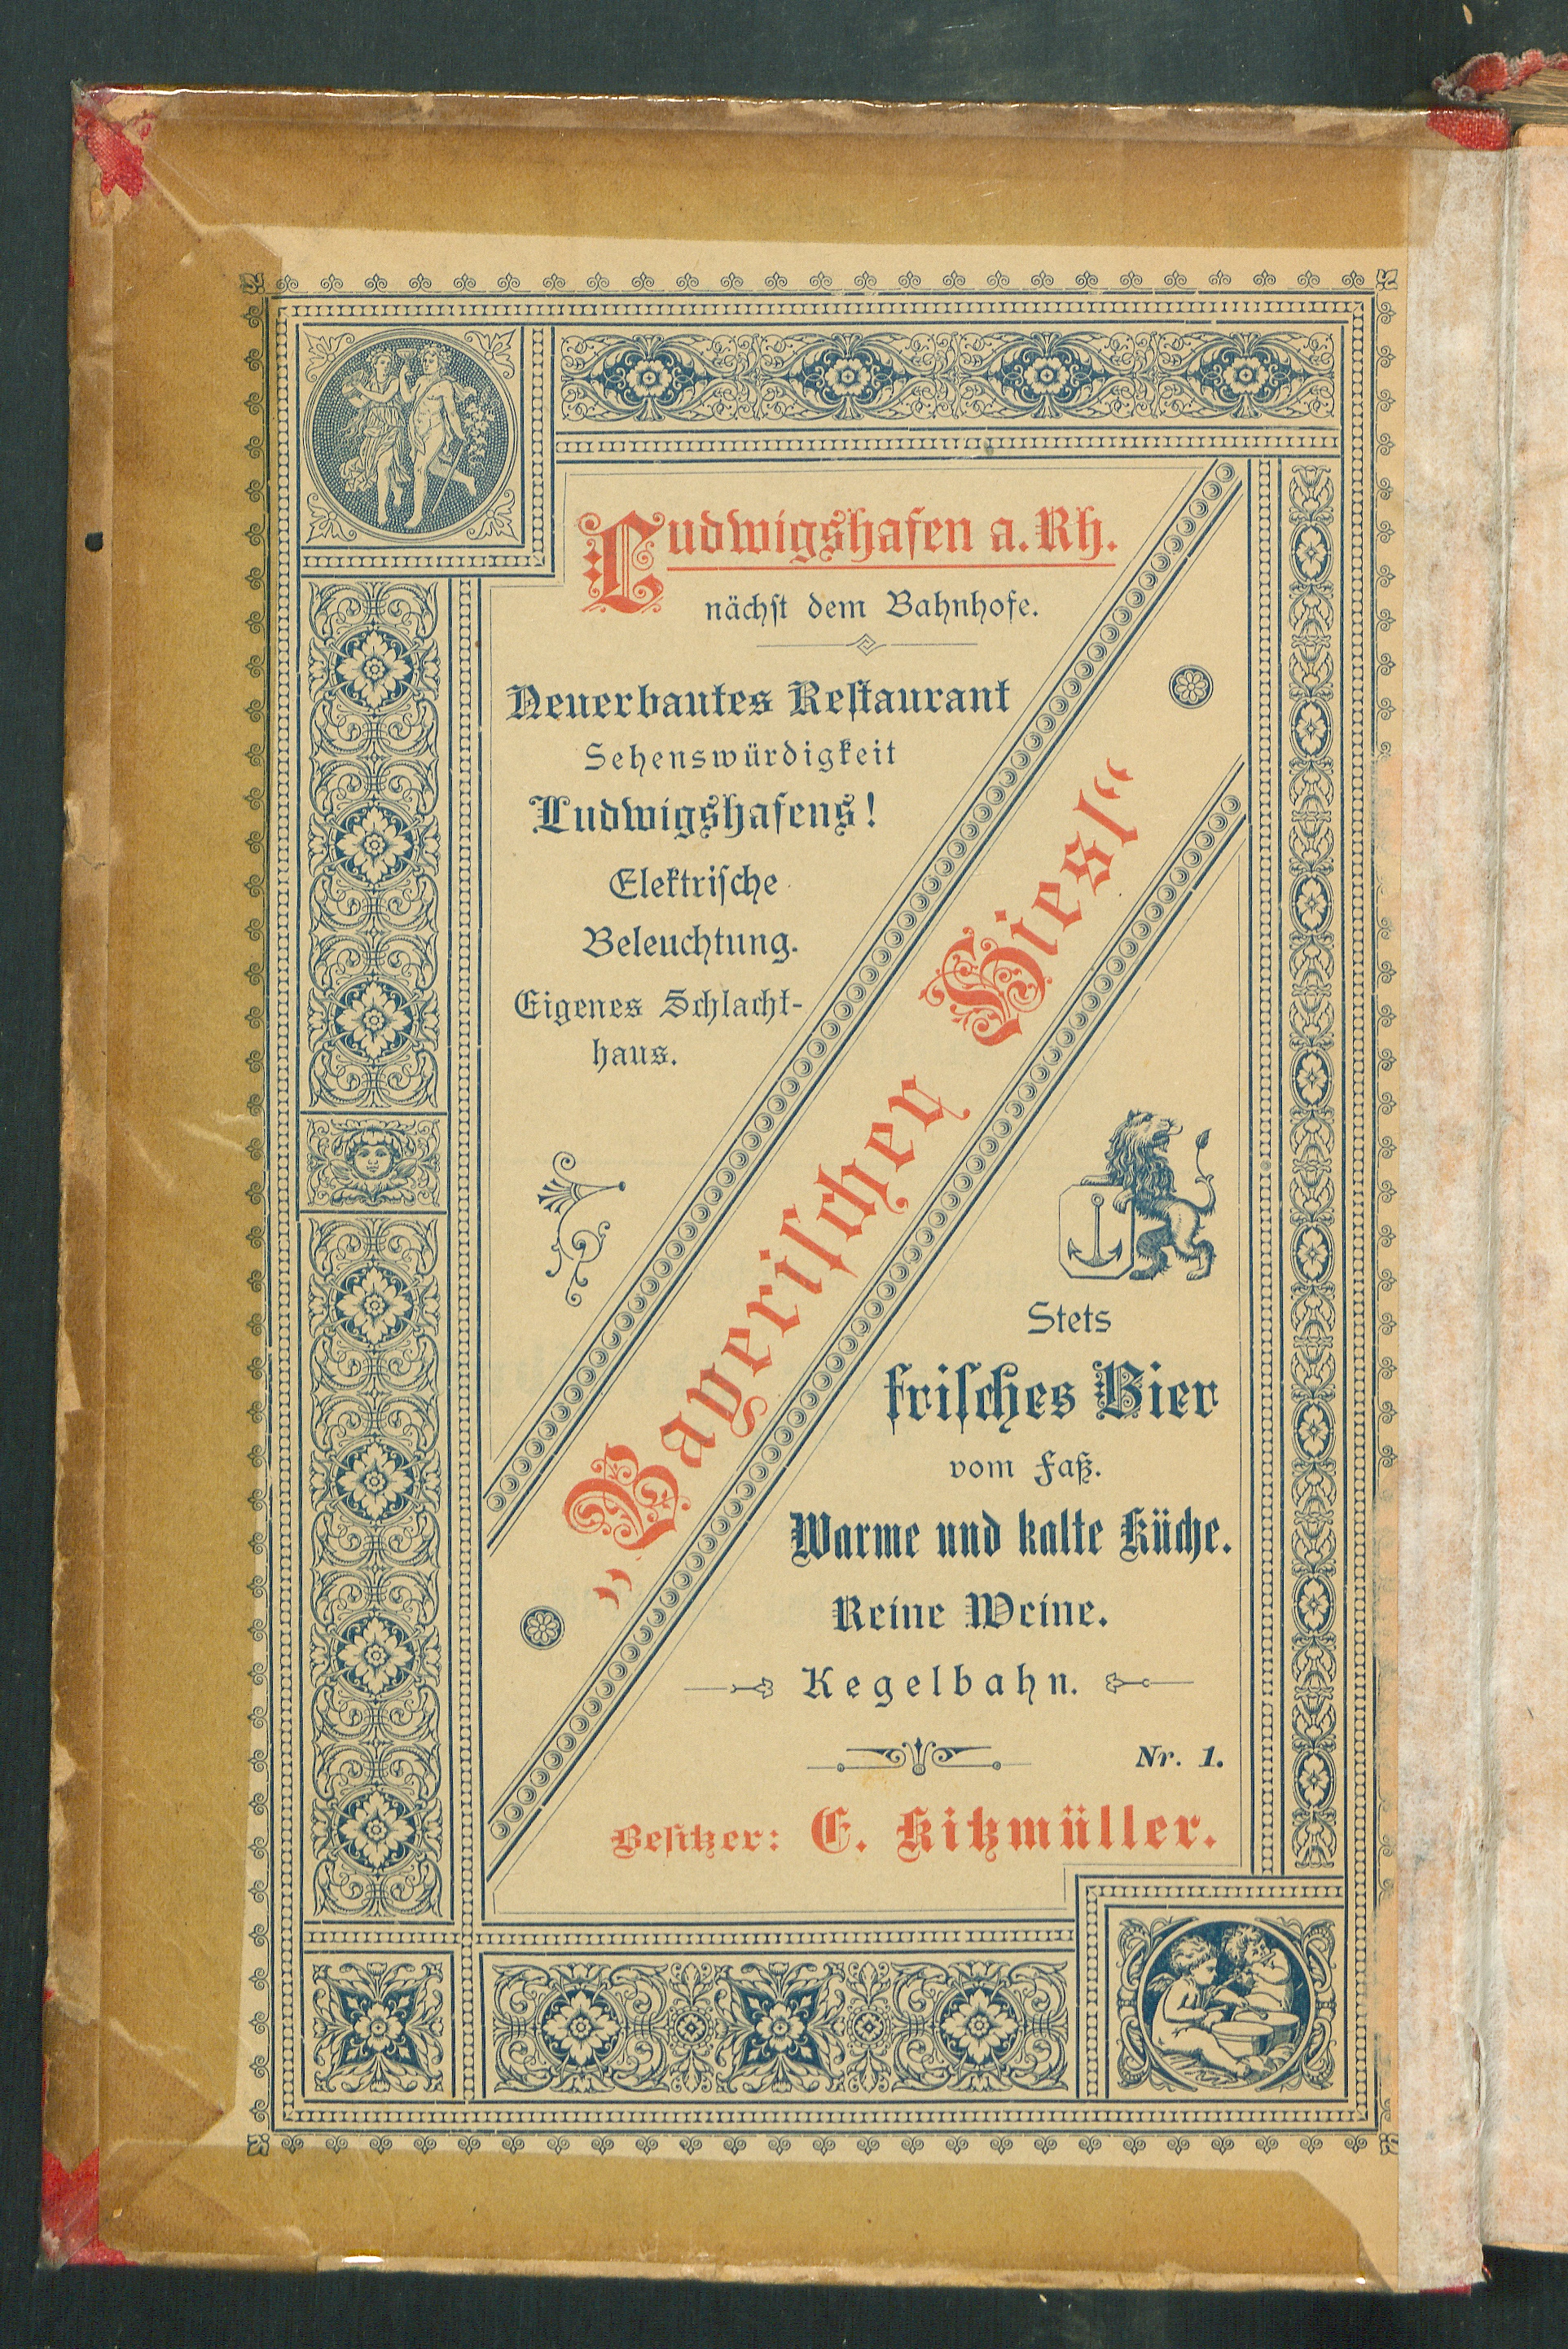 Ludwigshafen a. Rh.
nächst dem Bahnhofe.
Neuerbautes Restaurant
Sehenswürdigkeit
Ludwigshafens!
Elektrische
Beleuchtung.
Eigenes Schlacht-
haus.
„Bayerischer Hiesl“
Stets
frisches Bier
vom Faß.
Warme und kalte Küche.
Reine Weine.
Kegelbahn.
Nr. 1.
Besitzer: E. Kitzmüller.